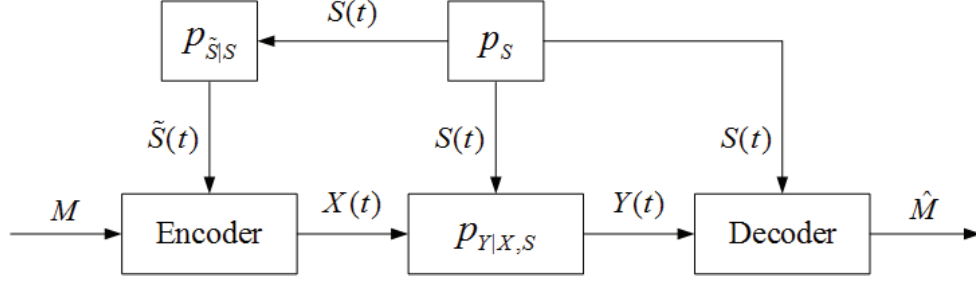 S(t)
p_{S̃|S}
p_S
S̃(t)
S(t)
S(t)
M
Encoder
X(t)
p_{Y|X,S}
Y(t)
Decoder
M̂